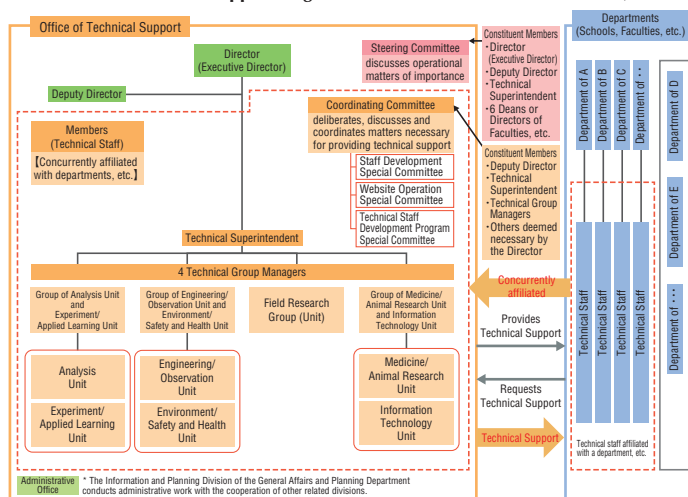 Office of Technical Support
Director
(Executive Director)
Deputy Director
Members
(Technical Staff)
【Concurrently affiliated
with departments, etc.】
Steering Committee
discusses operational
matters of importance
Constituent Members
・Director
(Executive Director)
・Deputy Director
・Technical
Superintendent
・6 Deans or
Directors of
Faculties, etc.
Coordinating Committee
deliberates, discusses and
coordinates matters necessary
for providing technical support
Staff Development
Special Committee
Website Operation
Special Committee
Technical Staff
Development Program
Special Committee
Constituent Members
・Deputy Director
・Technical
Superintendent
・Technical Group
Managers
・Others deemed
necessary by
the Director
Technical Superintendent
4 Technical Group Managers
Group of Analysis Unit
and
Experiment/
Applied Learning Unit
Group of Engineering/
Observation Unit and
Environment/
Safety and Health Unit
Field Research
Group (Unit)
Group of Medicine/
Animal Research Unit
and Information
Technology Unit
Analysis
Unit
Experiment/
Applied Learning
Unit
Engineering/
Observation
Unit
Environment/
Safety and Health
Unit
Medicine/
Animal Research
Unit
Information
Technology
Unit
Concurrently
affiliated
Provides
Technical Support
Requests
Technical Support
Technical Support
Departments
(Schools, Faculties, etc.)
Department of A
Department of B
Department of C
Department of ‥
Department of D
Department of E
Department of ‥‥
Technical Staff
Technical Staff
Technical Staff
Technical Staff
Technical staff affiliated
with a department, etc.
Administrative
Office
* The Information and Planning Division of the General Affairs and Planning Department
conducts administrative work with the cooperation of other related divisions.